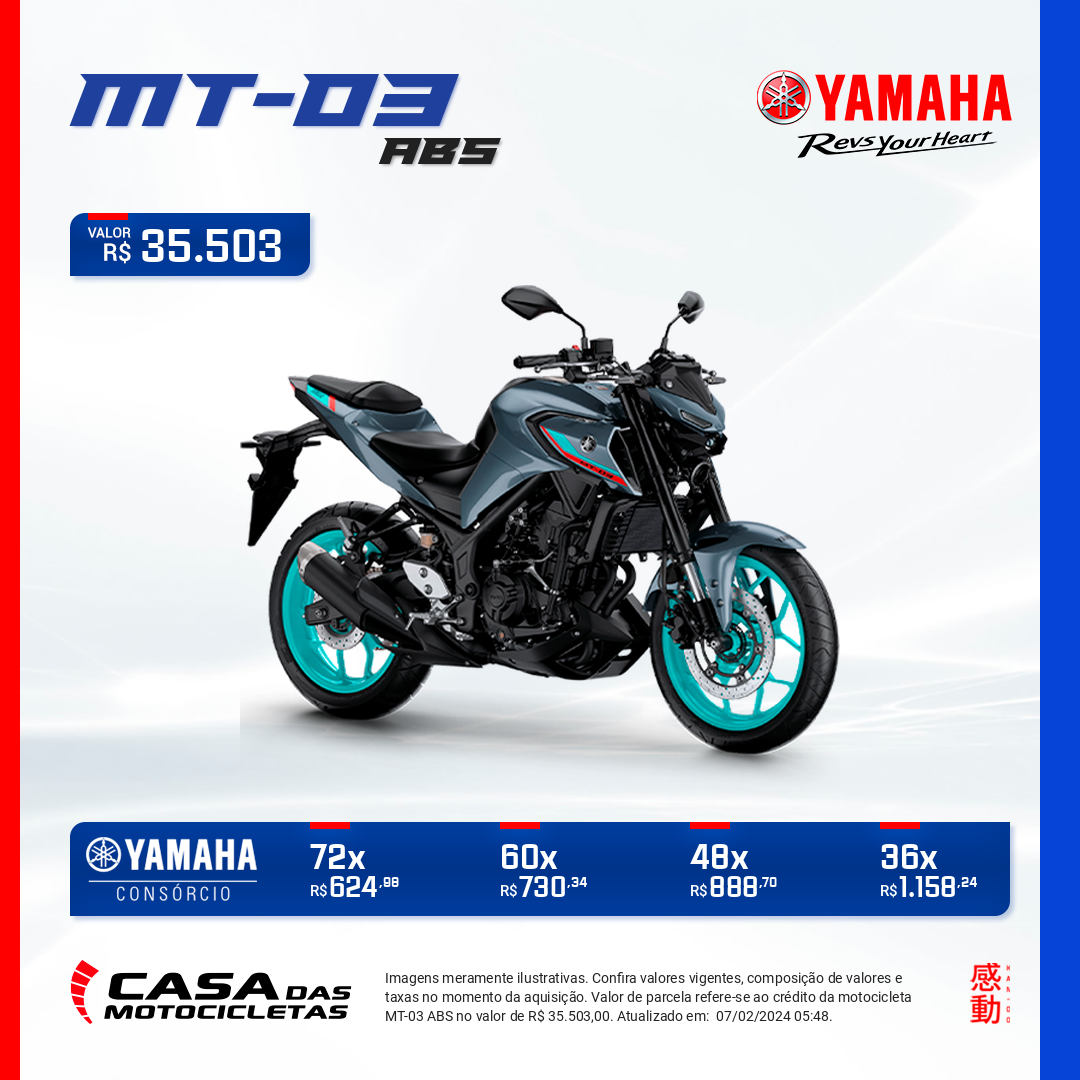 MT-03
ABS
YAMAHA
Revs Your Heart
VALOR
R$ 35.503
MT-03
YAMAHA
CONSÓRCIO
72x
R$ 624,98
60x
R$ 730,34
48x
R$ 888,70
36x
R$ 1.158,24
CASA DAS
MOTOCICLETAS
Imagens meramente ilustrativas. Confira valores vigentes, composição de valores e
taxas no momento da aquisição. Valor de parcela refere-se ao crédito da motocicleta
MT-03 ABS no valor de R$ 35.503,00. Atualizado em: 07/02/2024 05:48.
感動